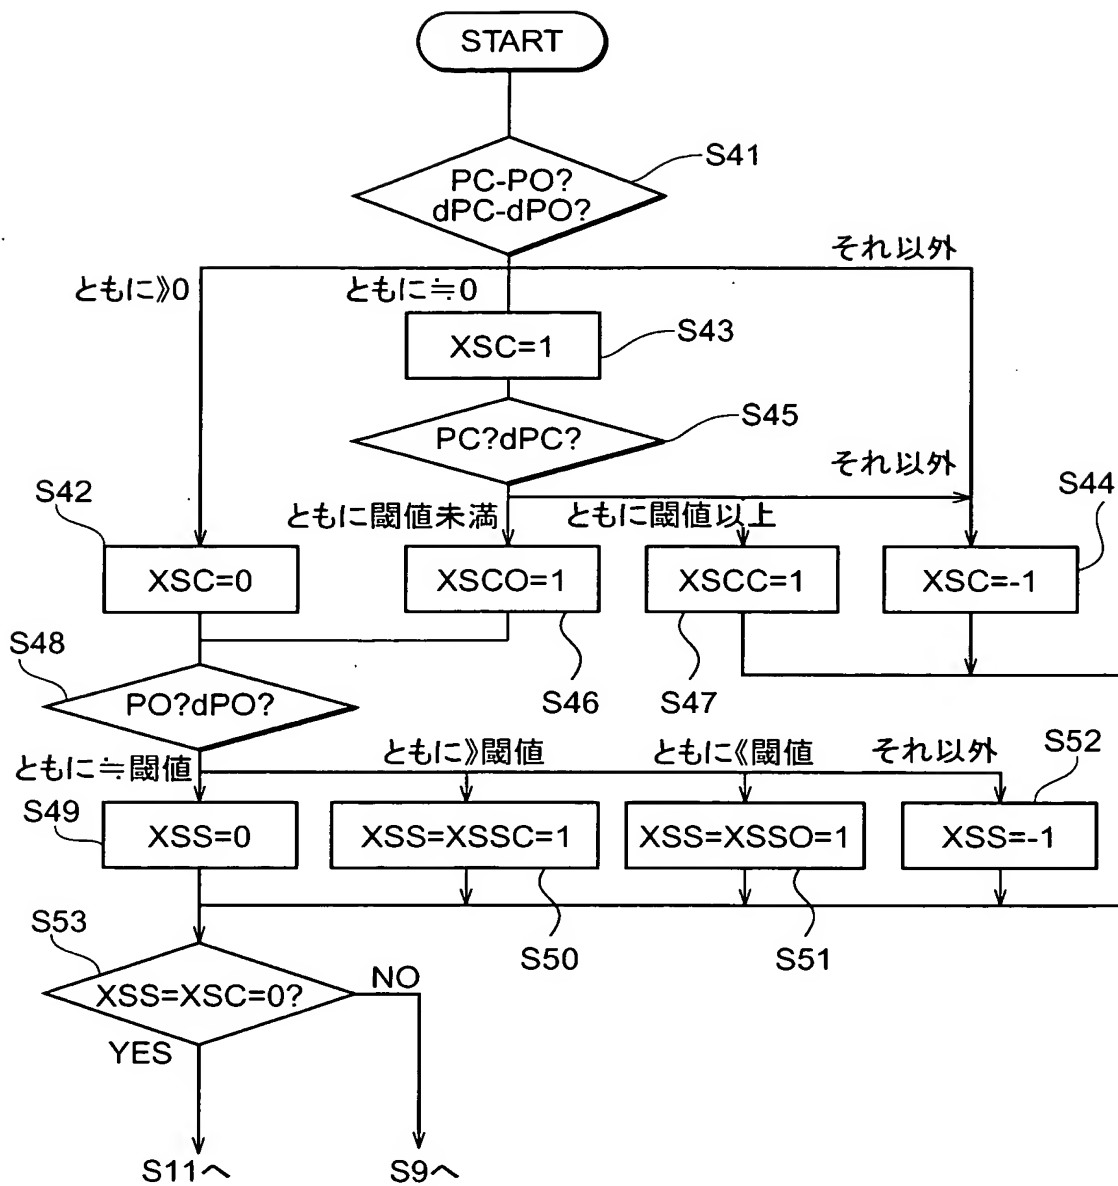 START
S41
PC-PO?
dPC-dPO?
それ以外
ともに》0
ともに≒0
S43
XSC=1
S45
PC?dPC?
それ以外
S42
S44
ともに閾値未満
ともに閾値以上
XSC=0
XSCO=1
XSCC=1
XSC=-1
S48
S46
S47
PO?dPO?
ともに≒閾値
ともに》閾値
ともに《閾値
それ以外
S52
S49
XSS=0
XSS=XSSC=1
XSS=XSSO=1
XSS=-1
S53
S50
S51
XSS=XSC=0?
NO
YES
S11へ
S9へ